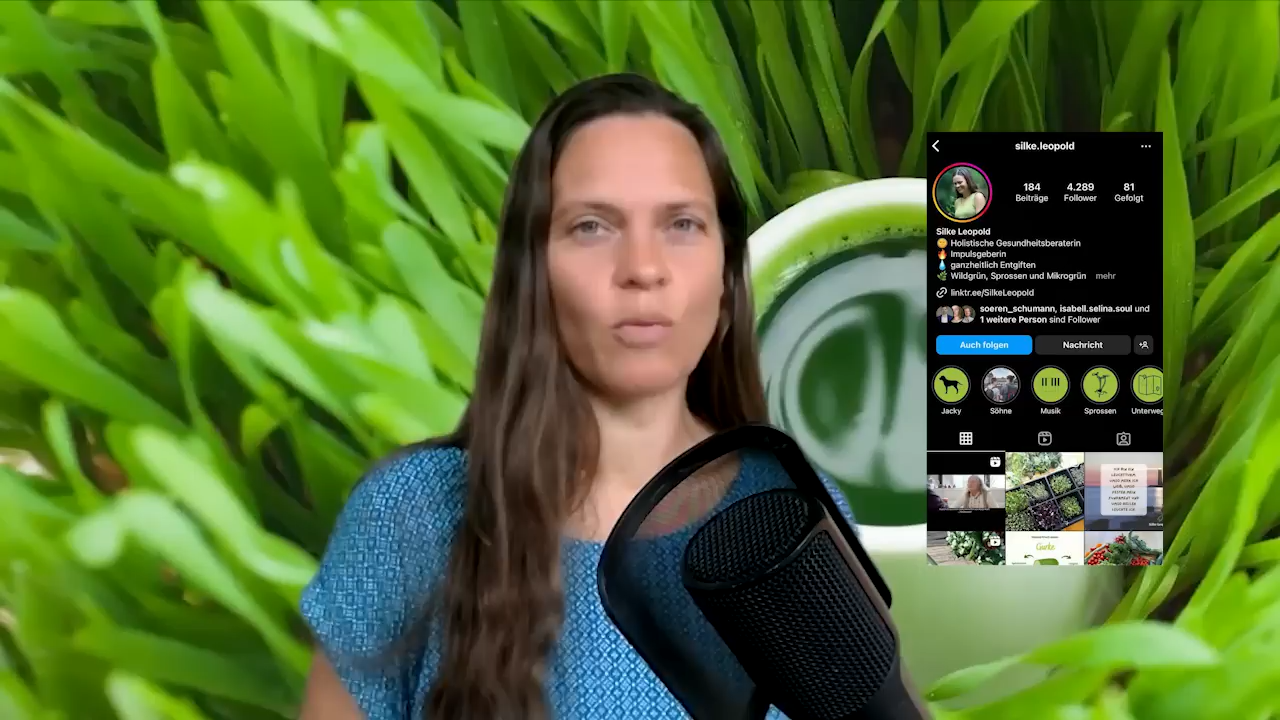 silke.leopold
184
4.289
81
Beiträge
Follower
Gefolgt
Silke Leopold
Holistische Gesundheitsberaterin
Impulsgeberin
ganzheitlich Entgiften
Wildgrün, Sprossen und Mikrogrün mehr
linktr.ee/SilkeLeopold
soeren_schumann, isabell.selina.soul und
1 weitere Person sind Follower
Auch folgen
Nachricht
Jacky
Söhne
Musik
Sprossen
Unterweg
Gurke